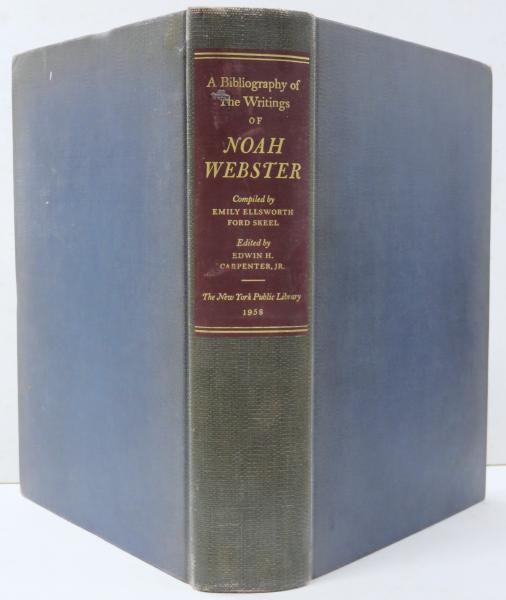 A Bibliography of
The Writings
OF
NOAH
WEBSTER
Compiled by
EMILY ELLSWORTH
FORD SKEEL
Edited by
EDWIN H.
CARPENTER, JR.
The New York Public Library
1958